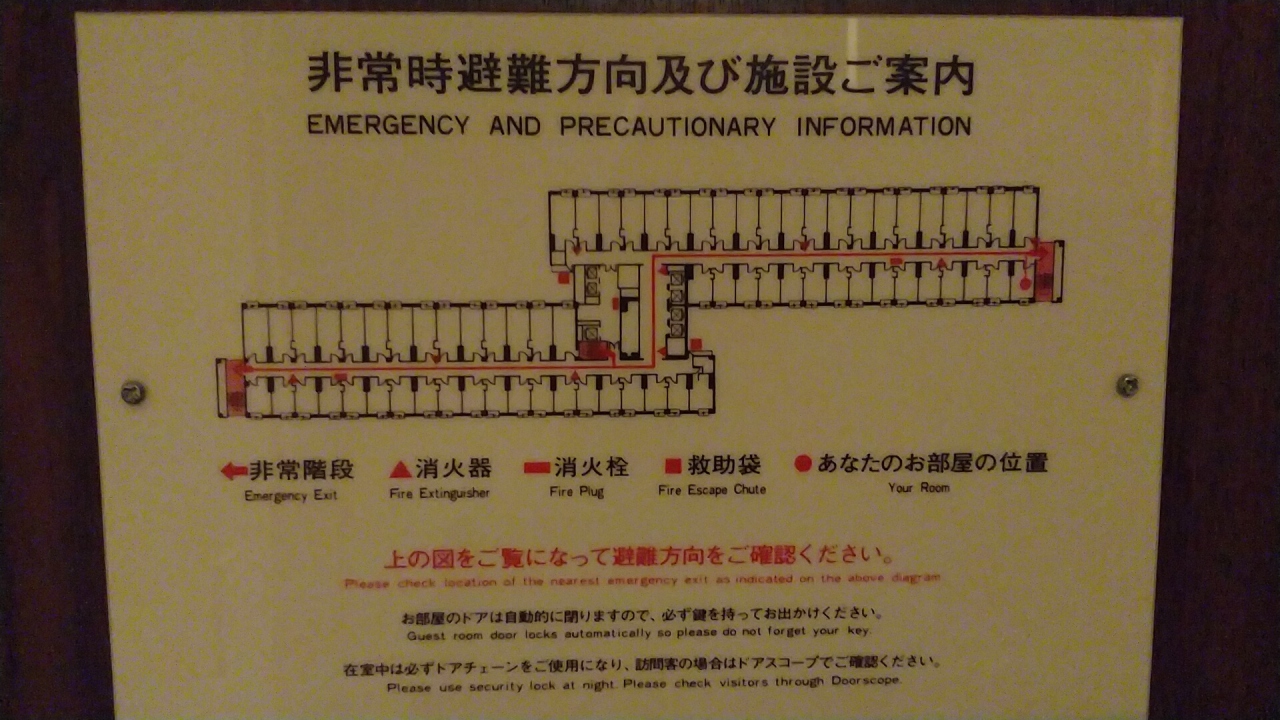 非常時避難方向及び施設ご案内
EMERGENCY AND PRECAUTIONARY INFORMATION
非常階段 消火器 消火栓 救助袋 あなたのお部屋の位置
Emergency Exit Fire Extinguisher Fire Plug Fire Escape Chute Your Room
上の図をご覧になって避難方向をご確認ください。
Please check location of the nearest emergency exit as indicated on the above diagram
お部屋のドアは自動的に閉りますので、必ず鍵を持ってお出かけください。
Guest room door locks automatically so please do not forget your key.
在室中は必ずドアチェーンをご使用になり、訪問客の場合はドアスコープでご確認ください。
Please use security lock at night. Please check visitors through Doorscope.